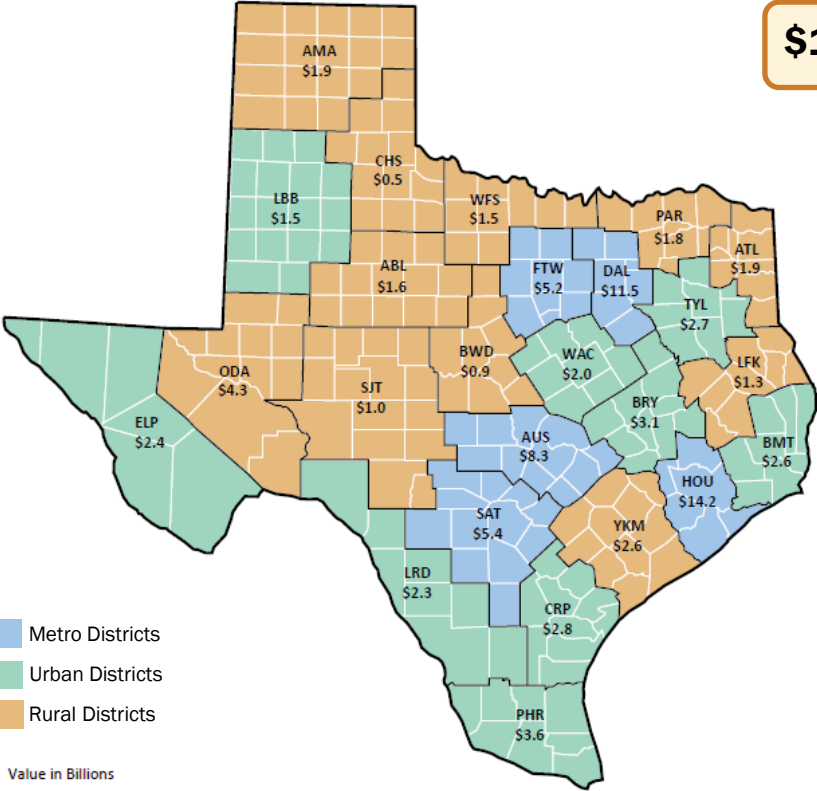 $1
AMA
$1.9
CHS
$0.5
LBB
$1.5
WFS
$1.5
PAR
$1.8
ATL
$1.9
ABL
$1.6
FTW
$5.2
DAL
$11.5
TYL
$2.7
BWD
$0.9
WAC
$2.0
LFK
$1.3
ODA
$4.3
SJT
$1.0
BRY
$3.1
ELP
$2.4
AUS
$8.3
BMT
$2.6
HOU
$14.2
SAT
$5.4
YKM
$2.6
LRD
$2.3
CRP
$2.8
PHR
$3.6
Metro Districts
Urban Districts
Rural Districts
Value in Billions